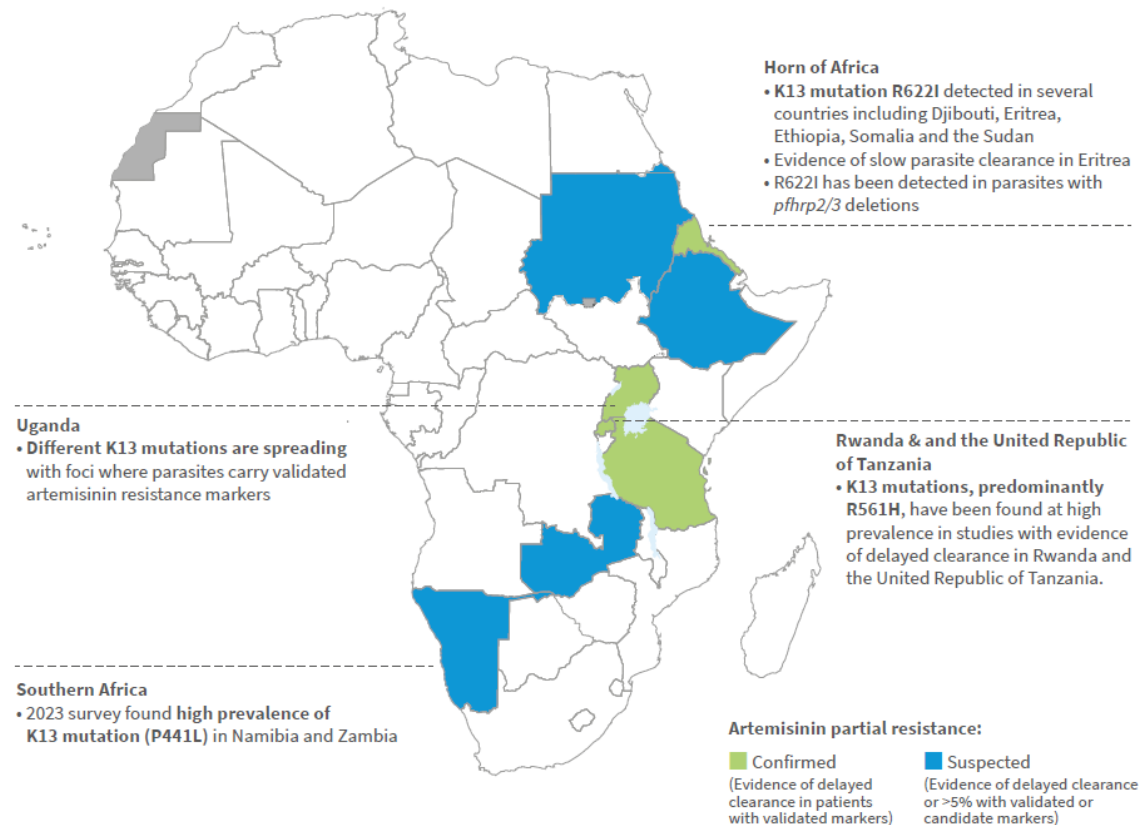 Horn of Africa
• K13 mutation R622I detected in several
countries including Djibouti, Eritrea,
Ethiopia, Somalia and the Sudan
• Evidence of slow parasite clearance in Eritrea
• R622I has been detected in parasites with
pfhrp2/3 deletions
Uganda
• Different K13 mutations are spreading
with foci where parasites carry validated
artemisinin resistance markers
Rwanda & and the United Republic
of Tanzania
• K13 mutations, predominantly
R561H, have been found at high
prevalence in studies with evidence
of delayed clearance in Rwanda and
the United Republic of Tanzania.
Southern Africa
• 2023 survey found high prevalence of
K13 mutation (P441L) in Namibia and Zambia
Artemisinin partial resistance:
Confirmed
(Evidence of delayed
clearance in patients
with validated markers)
Suspected
(Evidence of delayed clearance
or >5% with validated or
candidate markers)